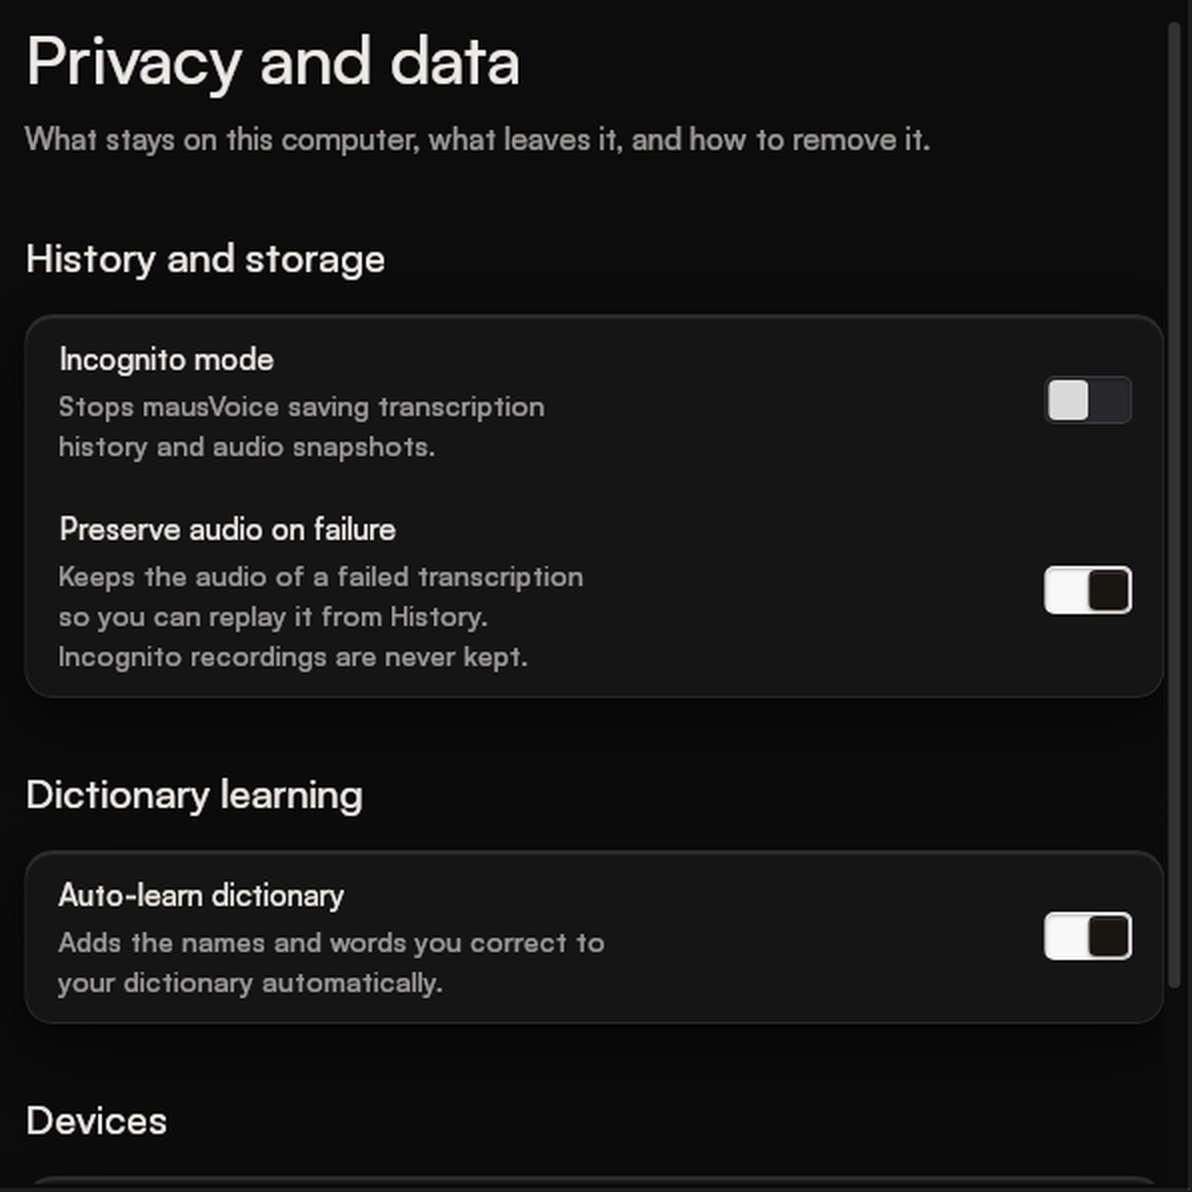 Privacy and data
What stays on this computer, what leaves it, and how to remove it.
History and storage
Incognito mode
Stops mausVoice saving transcription
history and audio snapshots.
Preserve audio on failure
Keeps the audio of a failed transcription
so you can replay it from History.
Incognito recordings are never kept.
Dictionary learning
Auto-learn dictionary
Adds the names and words you correct to
your dictionary automatically.
Devices